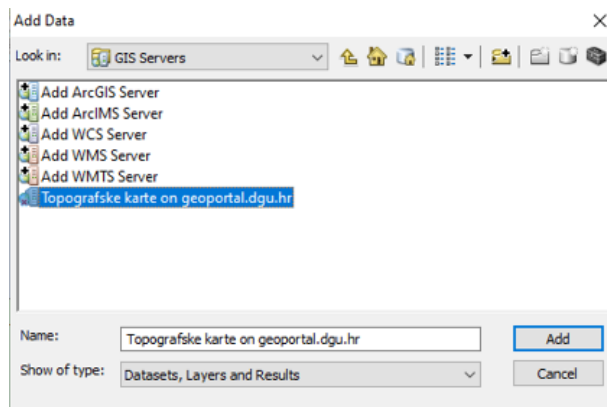 Add Data
Look in: GIS Servers
Add ArcGIS Server
Add ArcIMS Server
Add WCS Server
Add WMS Server
Add WMTS Server
Topografske karte on geoportal.dgu.hr
Name: Topografske karte on geoportal.dgu.hr Add
Show of type: Datasets, Layers and Results Cancel